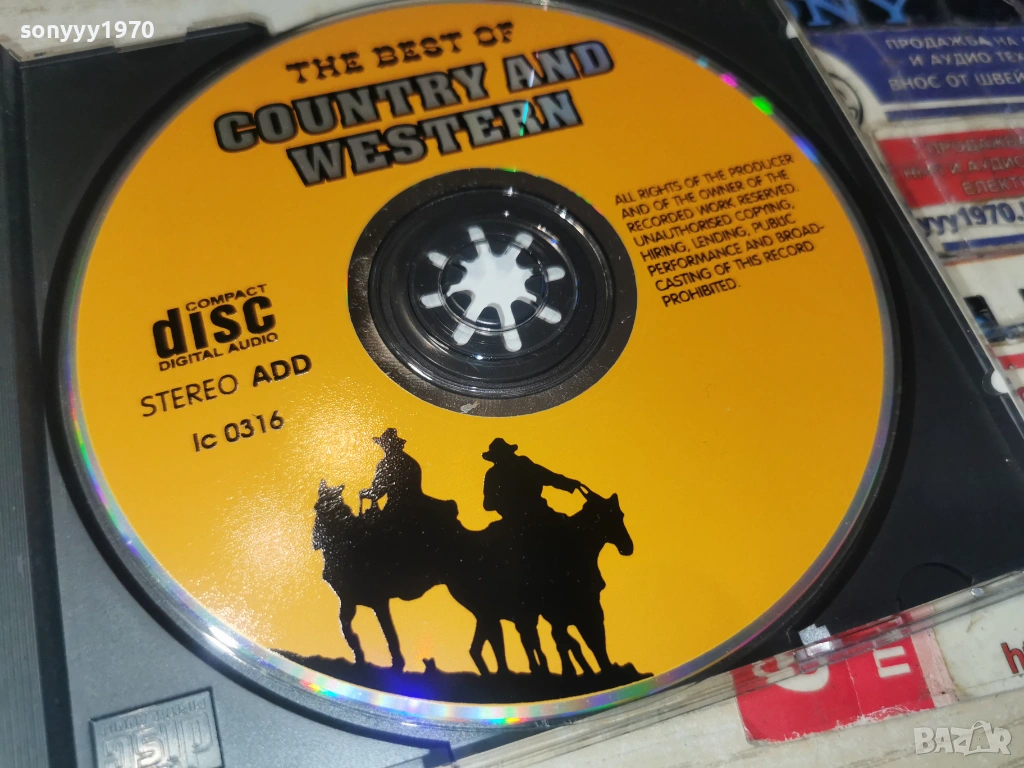 sonyyy1970
THE BEST OF
COUNTRY AND
WESTERN
ALL RIGHTS OF THE PRODUCER
AND OF THE OWNER OF THE
RECORDED WORK RESERVED.
UNAUTHORISED COPYING,
HIRING, LENDING, PUBLIC
PERFORMANCE AND BROAD-
CASTING OF THIS RECORD
PROHIBITED.
COMPACT
disc
DIGITAL AUDIO
STEREO ADD
lc 0316
ПРОДАЖБА НА
И АУДИО ТЕХ
ВНОС ОТ ШВЕЙ
yyy1970.
BAZAR